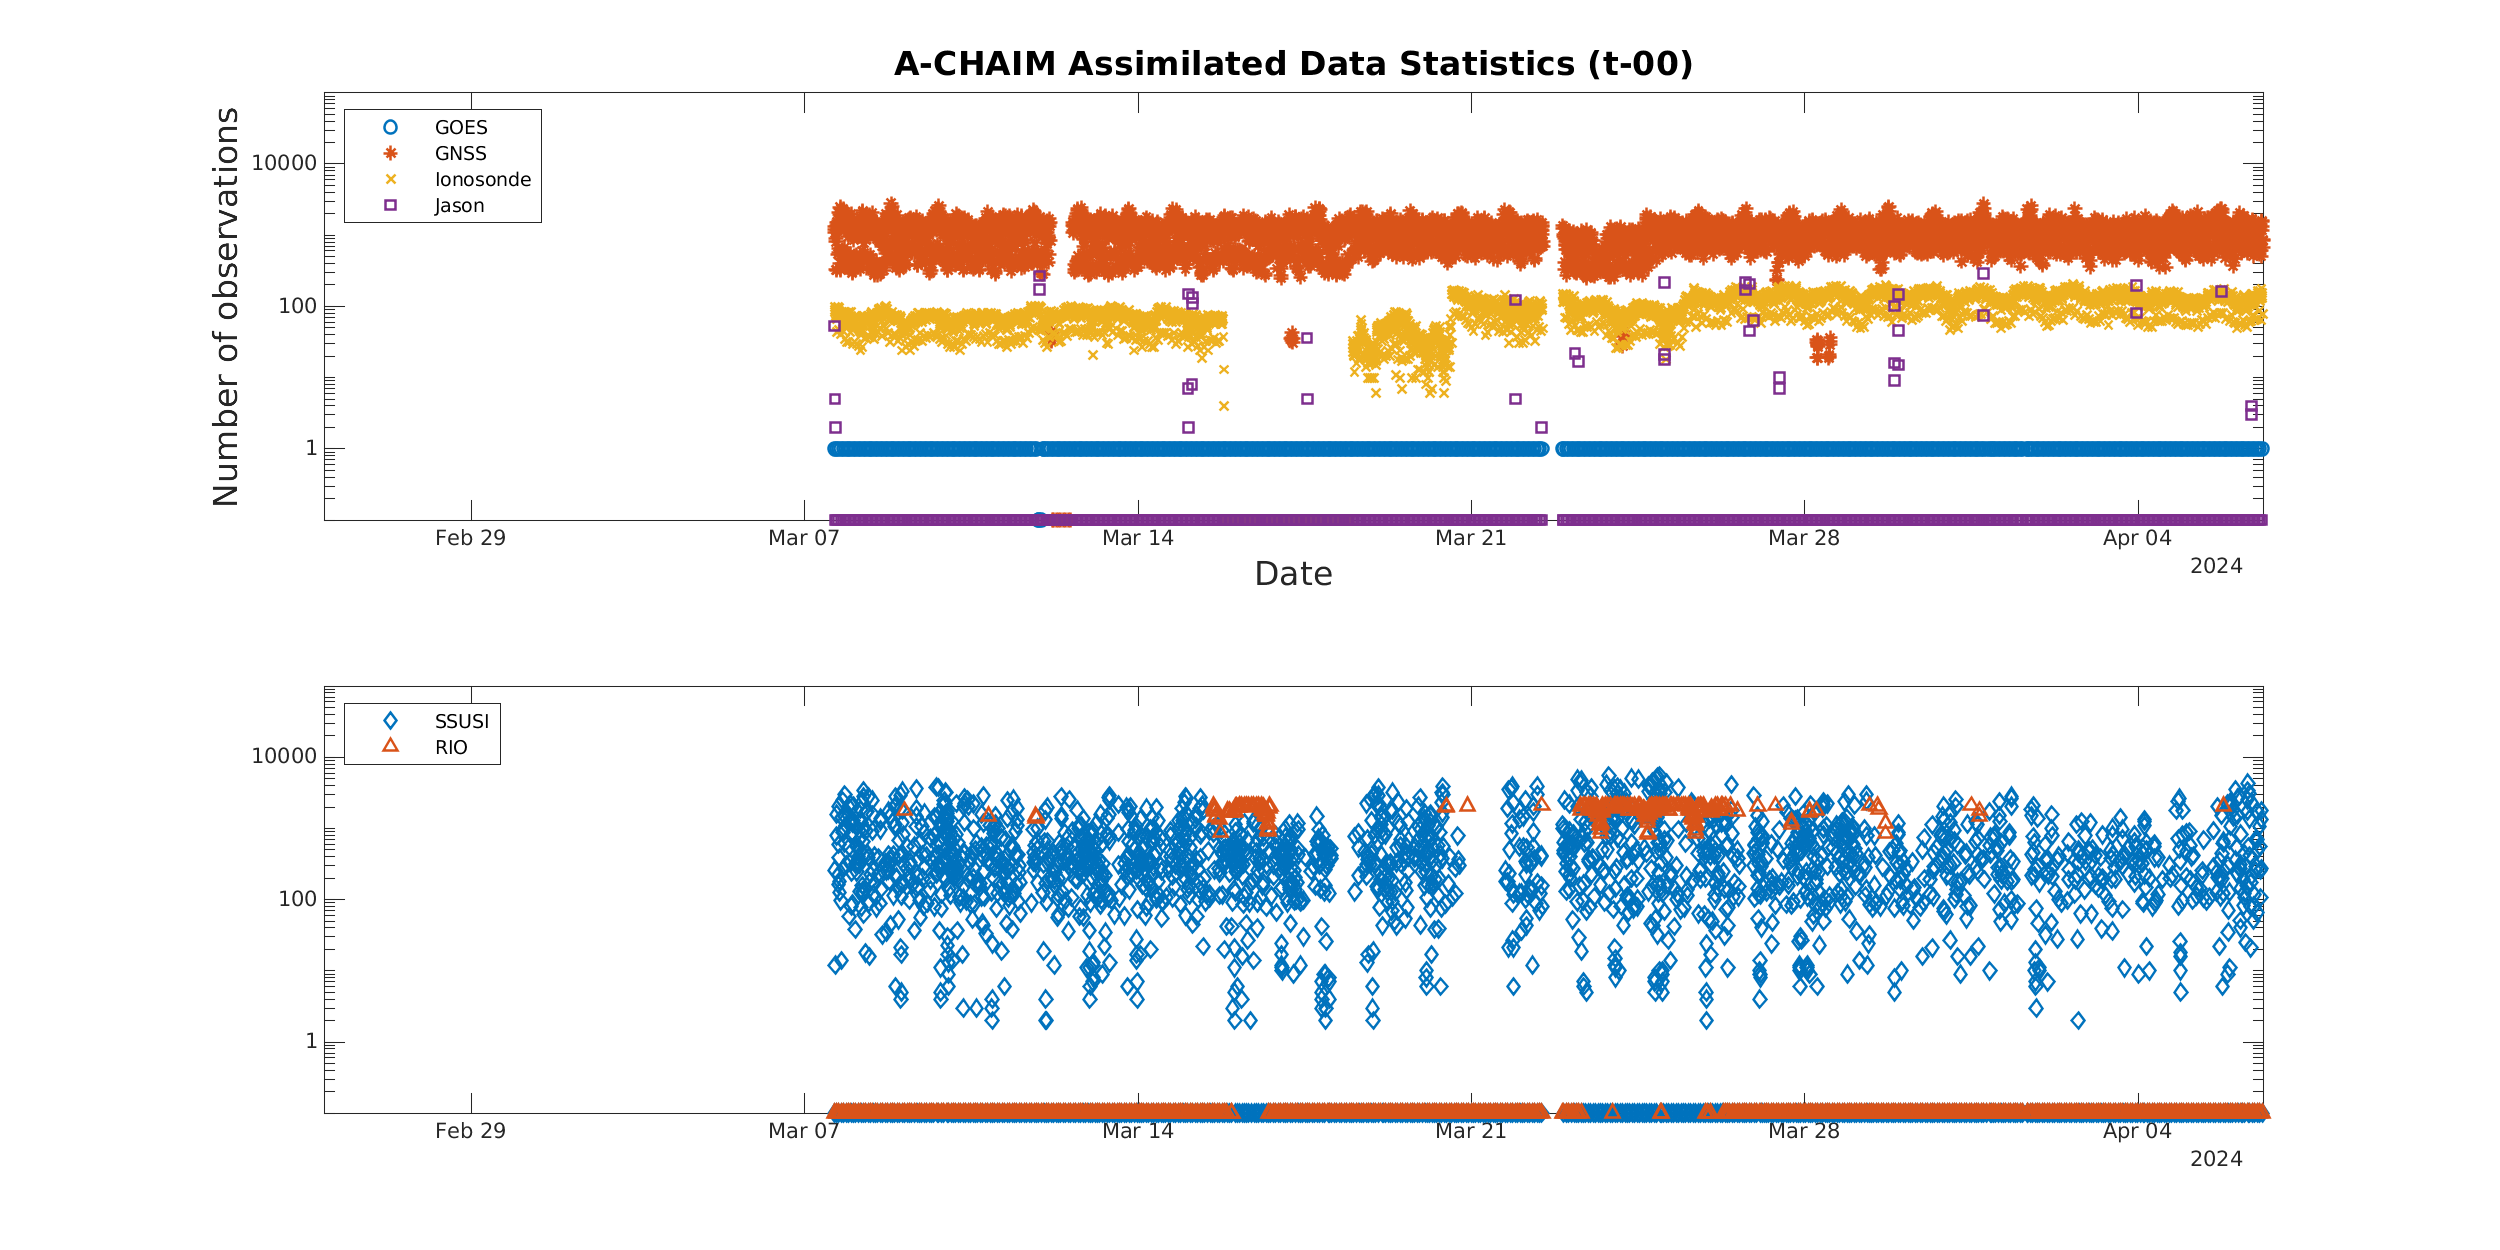 A-CHAIM Assimilated Data Statistics (t-00)
Number of observations
GOES
GNSS
Ionosonde
Jason
10000
100
1
Feb 29
Mar 07
Mar 14
Mar 21
Mar 28
Apr 04
2024
Date
SSUSI
RIO
10000
100
1
Feb 29
Mar 07
Mar 14
Mar 21
Mar 28
Apr 04
2024